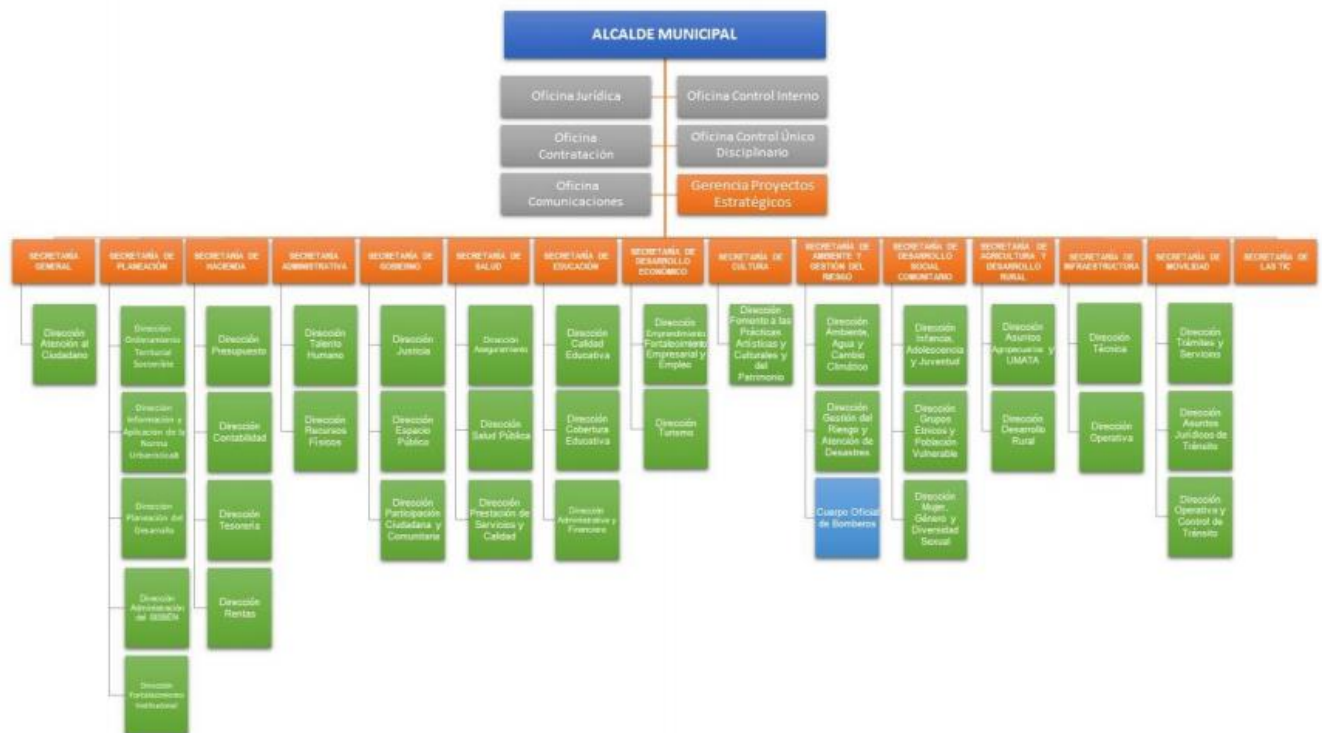 ALCALDE MUNICIPAL
Oficina Jurídica
Oficina Control Interno
Oficina
Contratación
Oficina Control Único
Disciplinario
Oficina
Comunicaciones
Gerencia Proyectos
Estratégicos
SECRETARÍA
GENERAL
SECRETARÍA DE
PLANEACIÓN
SECRETARÍA DE
HACIENDA
SECRETARÍA
ADMINISTRATIVA
SECRETARÍA DE
GOBIERNO
SECRETARÍA
DE SALUD
SECRETARÍA DE
EDUCACIÓN
SECRETARÍA DE
DESARROLLO
ECONÓMICO
SECRETARÍA DE
CULTURA
SECRETARÍA DE
AMBIENTE Y
GESTIÓN DEL
RIESGO
SECRETARÍA DE
DESARROLLO
SOCIAL
COMUNITARIO
SECRETARÍA DE
AGRICULTURA Y
DESARROLLO
RURAL
SECRETARÍA DE
INFRAESTRUCTURA
SECRETARÍA DE
MOVILIDAD
SECRETARÍA DE
LAS TIC
Dirección
Atención al
Ciudadano
Dirección
Ordenamiento
Territorial
Sostenible
Dirección
Información y
Aplicación de la
Norma
Urbanística
Dirección
Planeación del
Desarrollo
Dirección
Administración
del SISBÉN
Dirección
Fortalecimiento
Institucional
Dirección
Presupuesto
Dirección
Contabilidad
Dirección
Tesorería
Dirección
Rentas
Dirección
Talento
Humano
Dirección
Recursos
Físicos
Dirección
Justicia
Dirección
Espacio
Público
Dirección
Participación
Ciudadana y
Comunitaria
Dirección
Aseguramiento
Dirección
Salud Pública
Dirección
Prestación de
Servicios y
Calidad
Dirección
Calidad
Educativa
Dirección
Cobertura
Educativa
Dirección
Administrativa y
Financiera
Dirección
Emprendimiento
Fortalecimiento
Empresarial y
Empleo
Dirección
Turismo
Dirección
Fomento a las
Prácticas
Artísticas y
Culturales y
del
Patrimonio
Dirección
Ambiente,
Agua y
Cambio
Climático
Dirección
Gestión del
Riesgo y
Atención de
Desastres
Cuerpo Oficial
de Bomberos
Dirección
Infancia,
Adolescencia
y Juventud
Dirección
Grupos
Étnicos y
Población
Vulnerable
Dirección
Mujer,
Género y
Diversidad
Sexual
Dirección
Asuntos
Agropecuarios y
UMATA
Dirección
Desarrollo
Rural
Dirección
Técnica
Dirección
Operativa
Dirección
Trámites y
Servicios
Dirección
Asuntos
Jurídicos de
Tránsito
Dirección
Operativa y
Control de
Tránsito